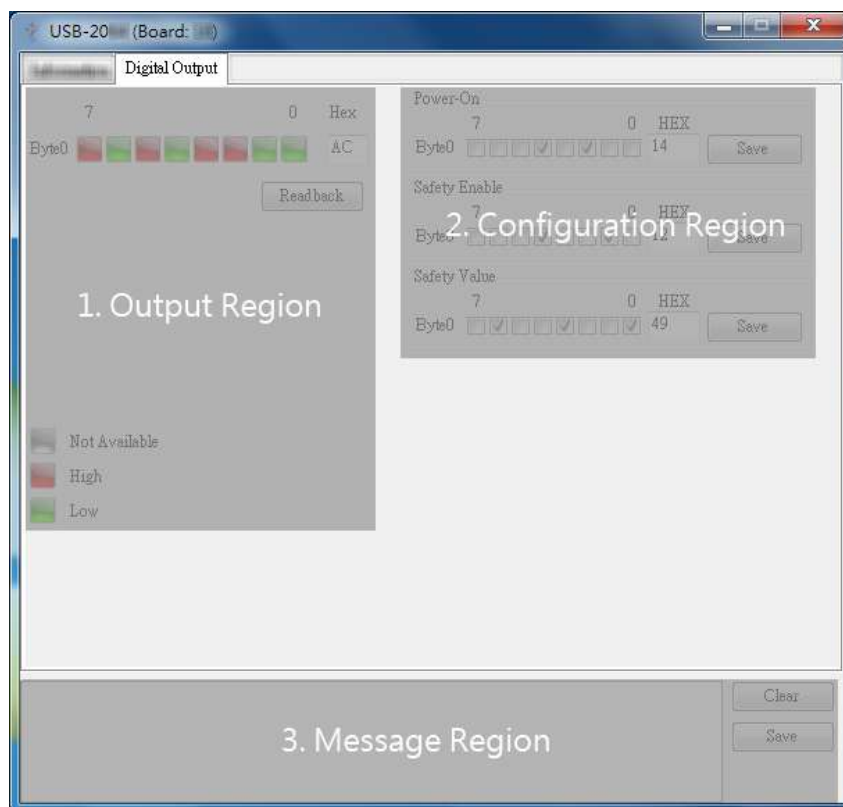 USB-20 (Board: )
Digital Output
7 0 Hex
Byte0 AC
Readback
1. Output Region
Not Available
High
Low
Power-On
7 0 HEX
Byte0 14 Save
Safety Enable
7 0 HEX
Byte0 12 Save
2. Configuration Region
Safety Value
7 0 HEX
Byte0 49 Save
3. Message Region
Clear
Save